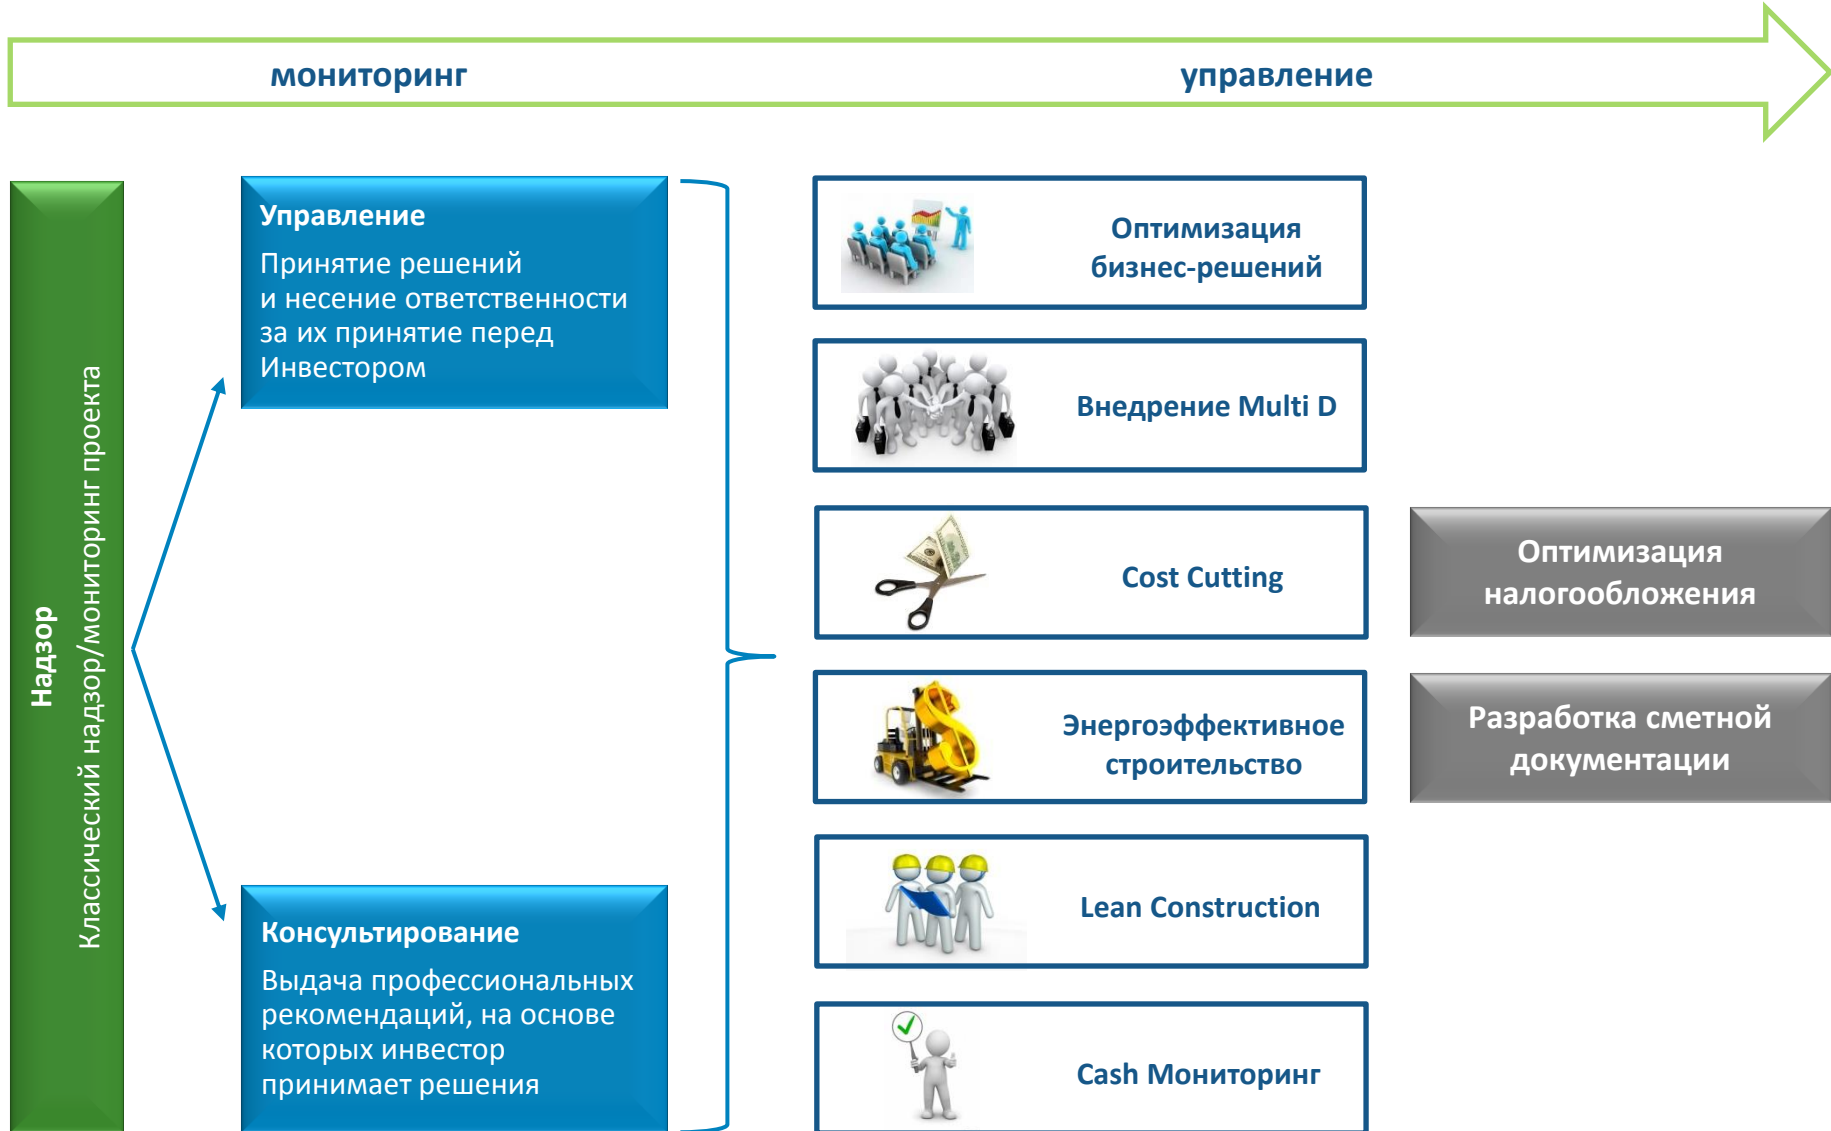 мониторинг
управление
Надзор
Классический надзор/мониторинг проекта
Управление
Принятие решений
и несение ответственности
за их принятие перед
Инвестором
Консультирование
Выдача профессиональных
рекомендаций, на основе
которых инвестор
принимает решения
Оптимизация
бизнес-решений
Внедрение Multi D
Cost Cutting
Энергоэффективное
строительство
Lean Construction
Cash Мониторинг
Оптимизация
налогообложения
Разработка сметной
документации